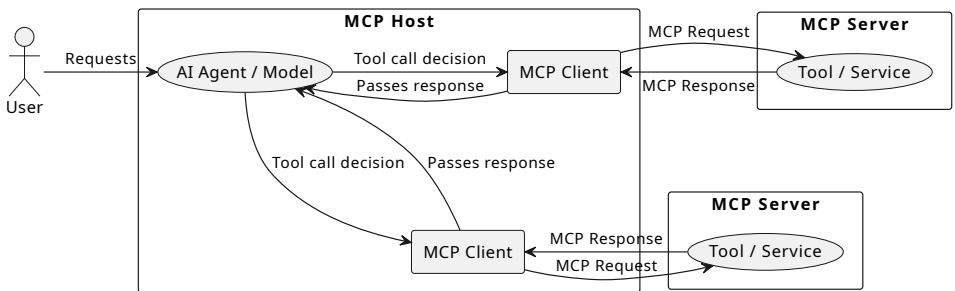 MCP Host
MCP Server
MCP Request
Requests
Tool call decision
AI Agent / Model
MCP Client
Tool / Service
Passes response
MCP Response
User
Tool call decision
Passes response
MCP Server
MCP Response
MCP Client
Tool / Service
MCP Request